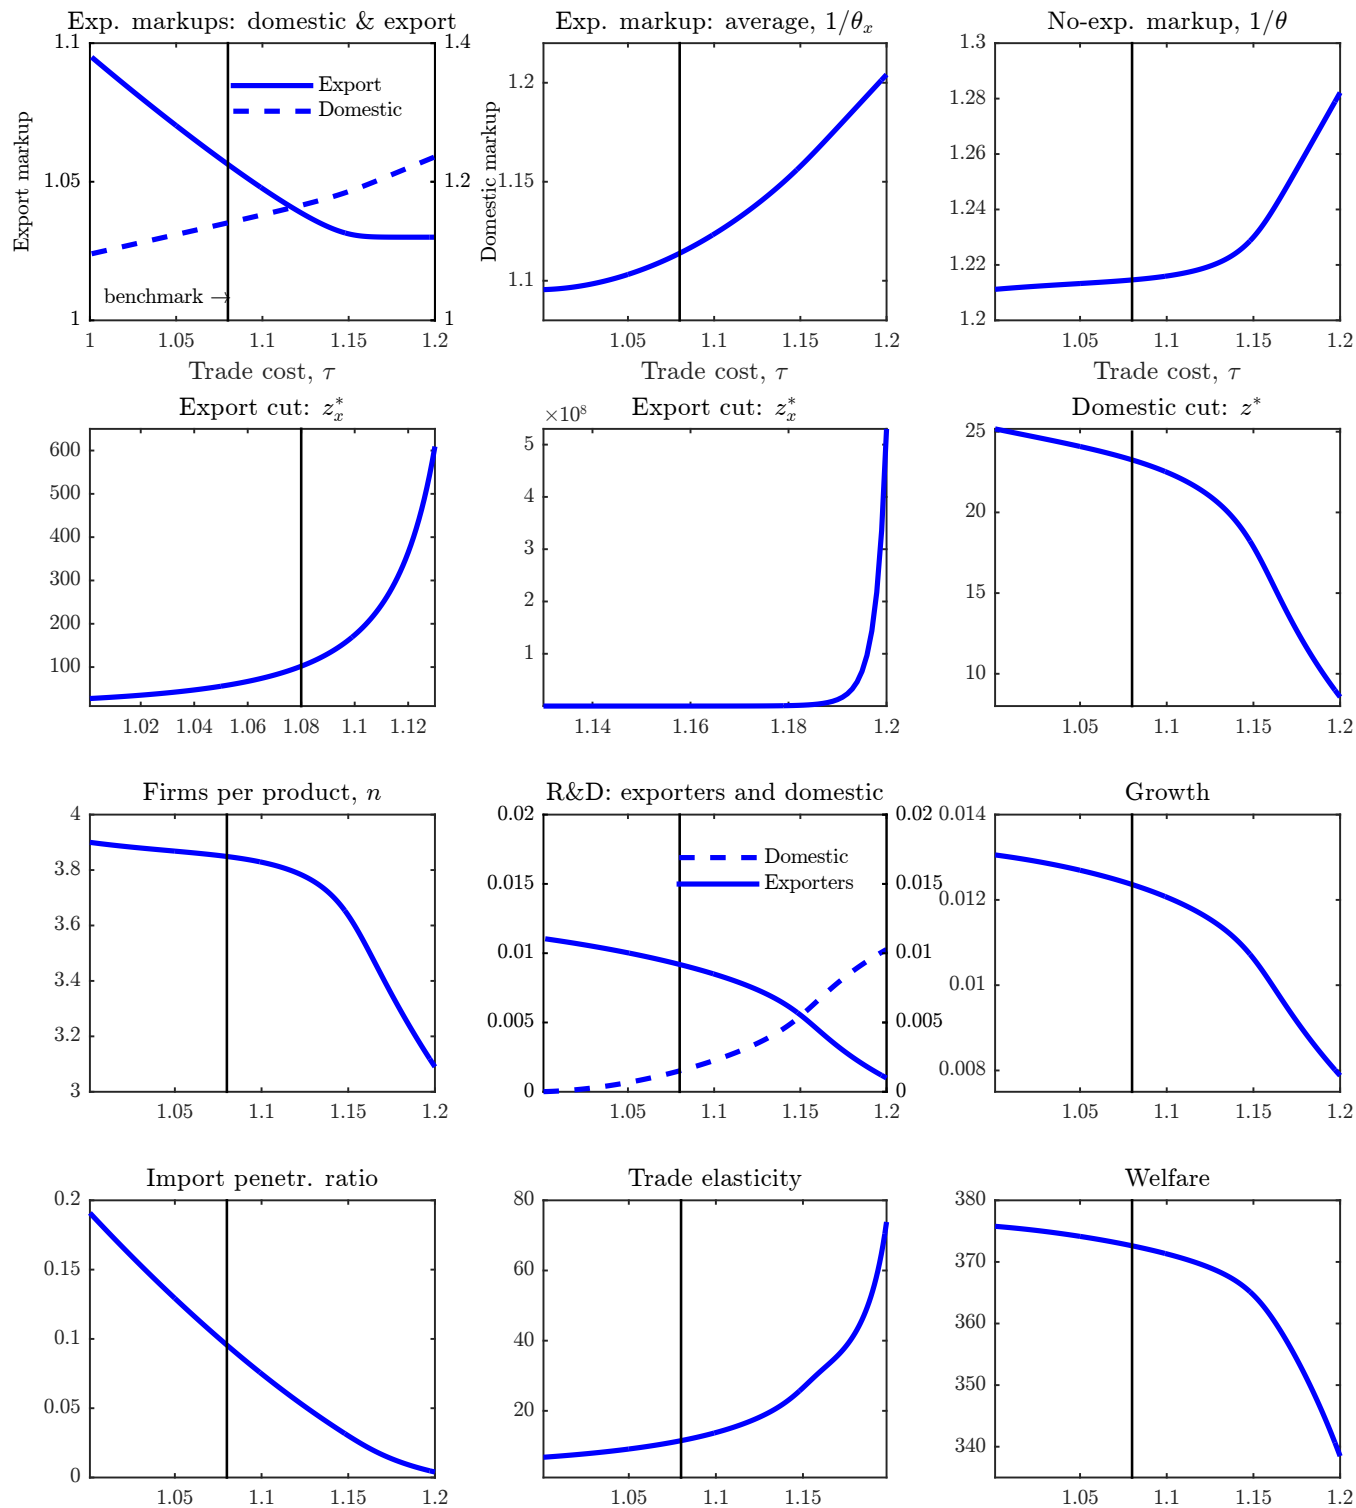 Exp. markups: domestic & export
Exp. markup: average, 1/θx
No-exp. markup, 1/θ
1.1
1.05
1
Export markup
1.4
1.2
1
Domestic markup
Export
Domestic
benchmark →
1 1.05 1.1 1.15 1.2
Trade cost, τ
1.2
1.15
1.1
1.05 1.1 1.15 1.2
Trade cost, τ
1.3
1.28
1.26
1.24
1.22
1.2
1.05 1.1 1.15 1.2
Trade cost, τ
Export cut: z*x
600
500
400
300
200
100
1.02 1.04 1.06 1.08 1.10 1.12
×10⁸
Export cut: z*x
5
4
3
2
1
1.14 1.16 1.18 1.2
Domestic cut: z*
25
20
15
10
1.05 1.1 1.15 1.2
Firms per product, n
4
3.8
3.6
3.4
3.2
3
1.05 1.1 1.15 1.2
R&D: exporters and domestic
0.02
0.015
0.01
0.005
0
Domestic
Exporters
0.02
0.015
0.01
0.005
0
1.05 1.1 1.15 1.2
Growth
0.014
0.012
0.01
0.008
1.05 1.1 1.15 1.2
Import penetr. ratio
0.2
0.15
0.1
0.05
0
1.05 1.1 1.15 1.2
Trade elasticity
80
60
40
20
1.05 1.1 1.15 1.2
Welfare
380
370
360
350
340
1.05 1.1 1.15 1.2